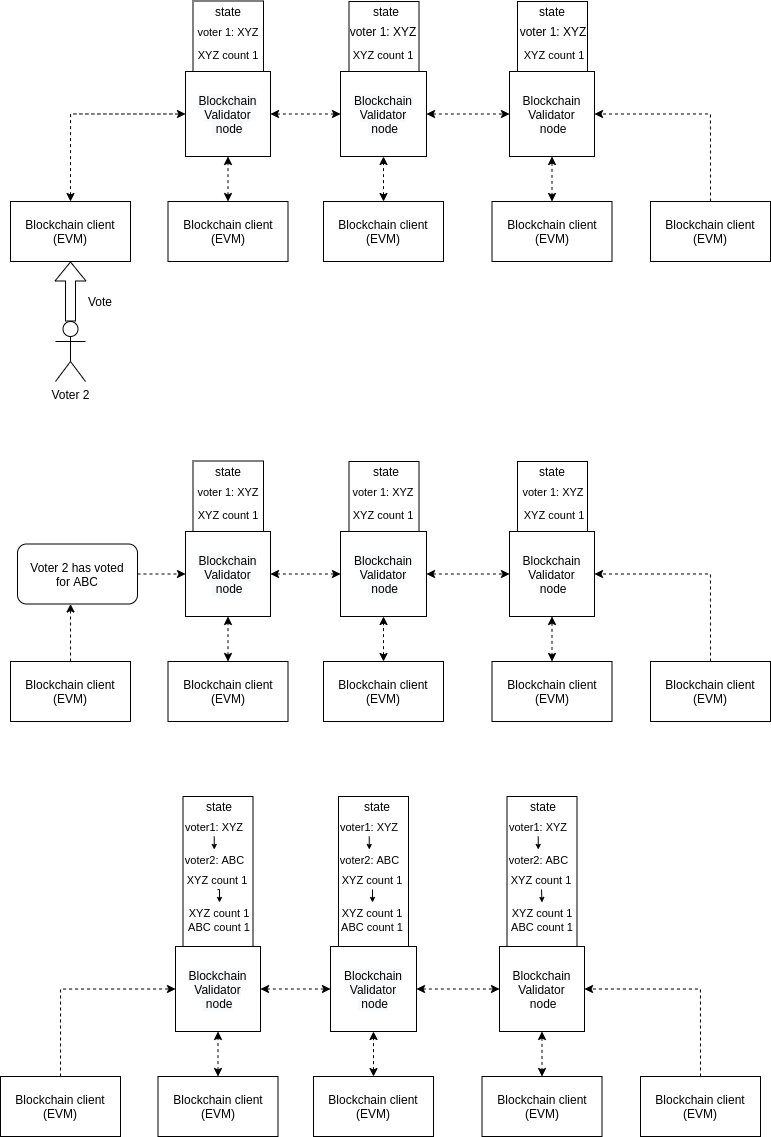 state
voter 1: XYZ
XYZ count 1
state
voter 1: XYZ
XYZ count 1
state
voter 1: XYZ
XYZ count 1
Blockchain
Validator
node
Blockchain
Validator
node
Blockchain
Validator
node
Blockchain client
(EVM)
Blockchain client
(EVM)
Blockchain client
(EVM)
Blockchain client
(EVM)
Blockchain client
(EVM)
Vote
Voter 2
state
voter 1: XYZ
XYZ count 1
state
voter 1: XYZ
XYZ count 1
state
voter 1: XYZ
XYZ count 1
Voter 2 has voted
for ABC
Blockchain
Validator
node
Blockchain
Validator
node
Blockchain
Validator
node
Blockchain client
(EVM)
Blockchain client
(EVM)
Blockchain client
(EVM)
Blockchain client
(EVM)
Blockchain client
(EVM)
state
voter1: XYZ
voter2: ABC
XYZ count 1
XYZ count 1
ABC count 1
state
voter1: XYZ
voter2: ABC
XYZ count 1
XYZ count 1
ABC count 1
state
voter1: XYZ
voter2: ABC
XYZ count 1
XYZ count 1
ABC count 1
Blockchain
Validator
node
Blockchain
Validator
node
Blockchain
Validator
node
Blockchain client
(EVM)
Blockchain client
(EVM)
Blockchain client
(EVM)
Blockchain client
(EVM)
Blockchain client
(EVM)